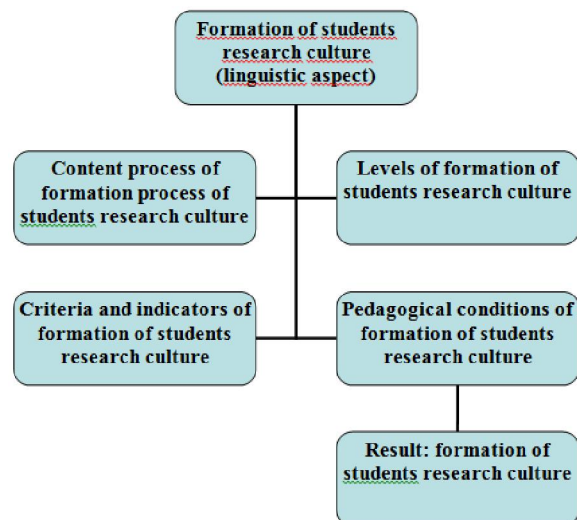 Formation of students
research culture
(linguistic aspect)
Content process of
formation process of
students research culture
Levels of formation of
students research culture
Criteria and indicators of
formation of students
research culture
Pedagogical conditions of
formation of students
research culture
Result: formation of
students research culture